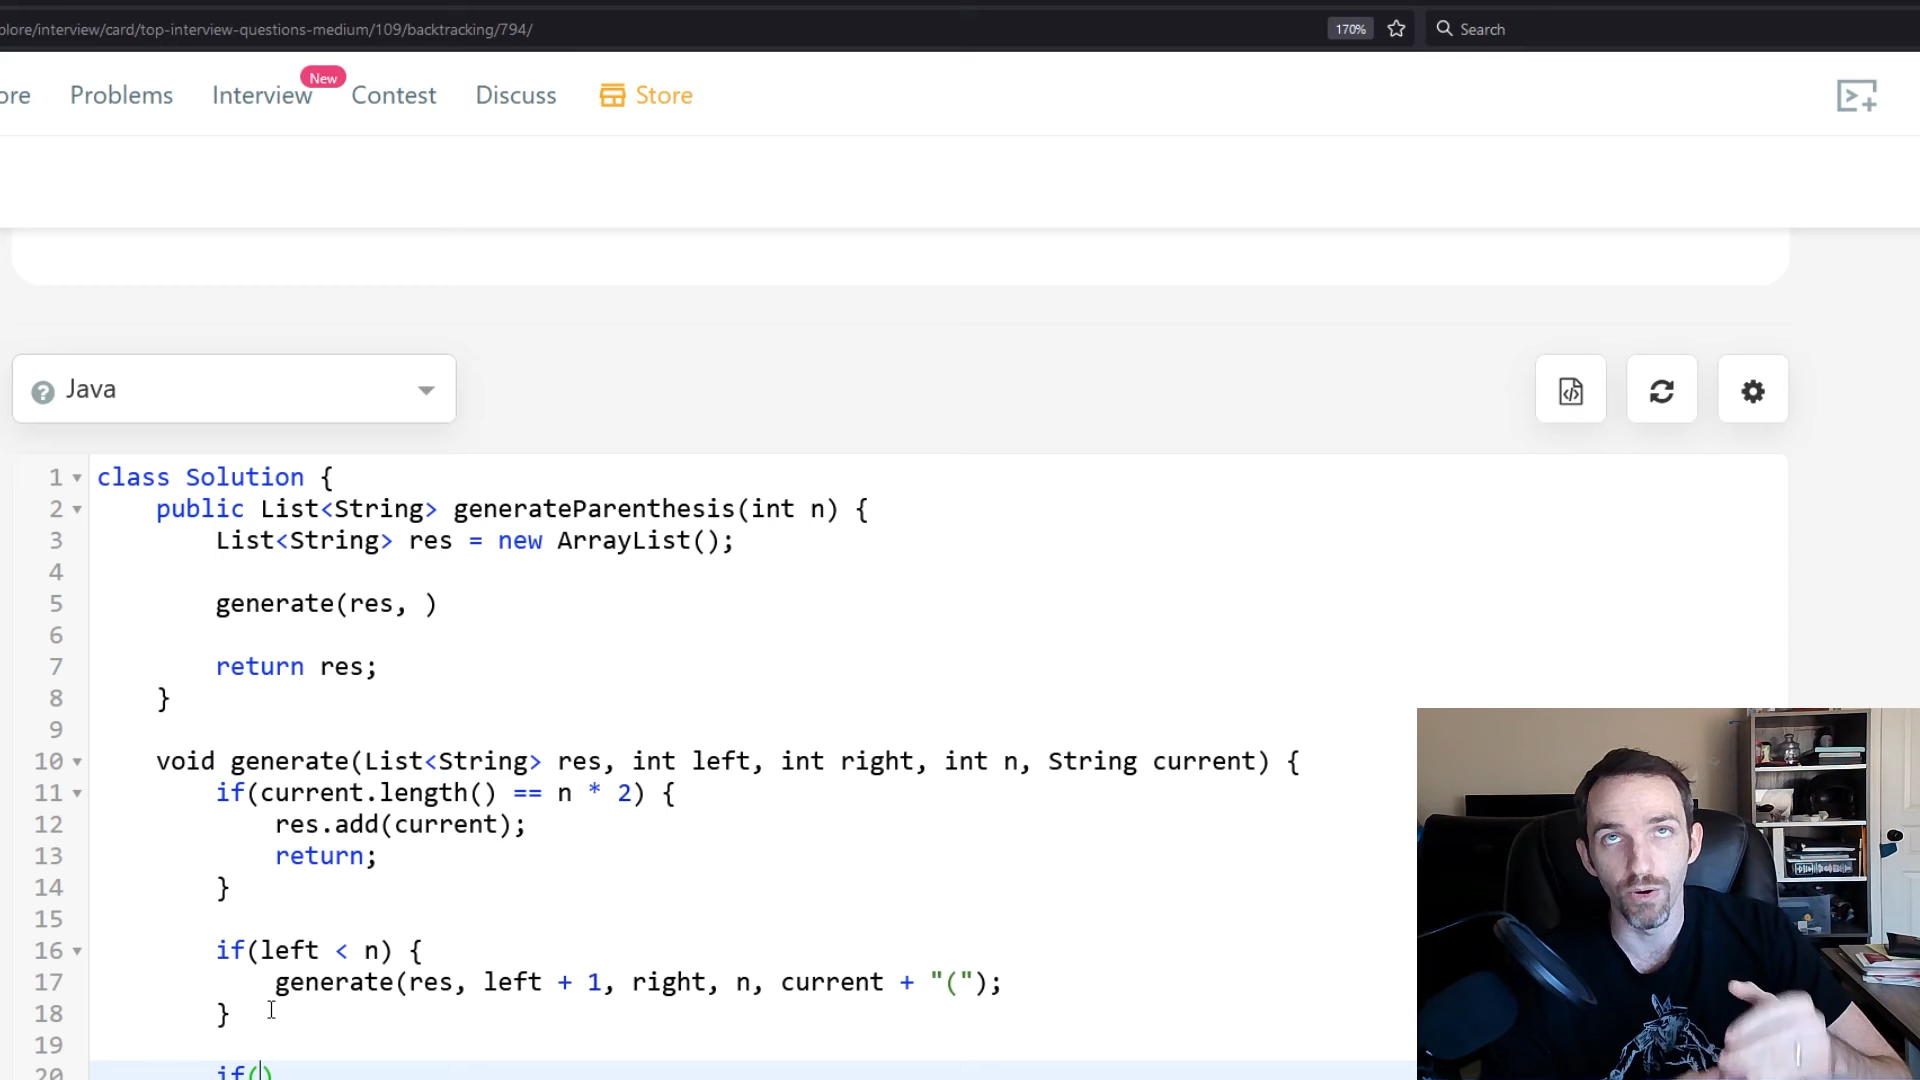 plore/interview/card/top-interview-questions-medium/109/backtracking/794/
170%
Search
ore
Problems
Interview
New
Contest
Discuss
Store
Java
1 class Solution {
2 public List<String> generateParenthesis(int n) {
3 List<String> res = new ArrayList();
4
5 generate(res, )
6
7 return res;
8 }
9
10 void generate(List<String> res, int left, int right, int n, String current) {
11 if(current.length() == n * 2) {
12 res.add(current);
13 return;
14 }
15
16 if(left < n) {
17 generate(res, left + 1, right, n, current + "(");
18 }
19
20 if()